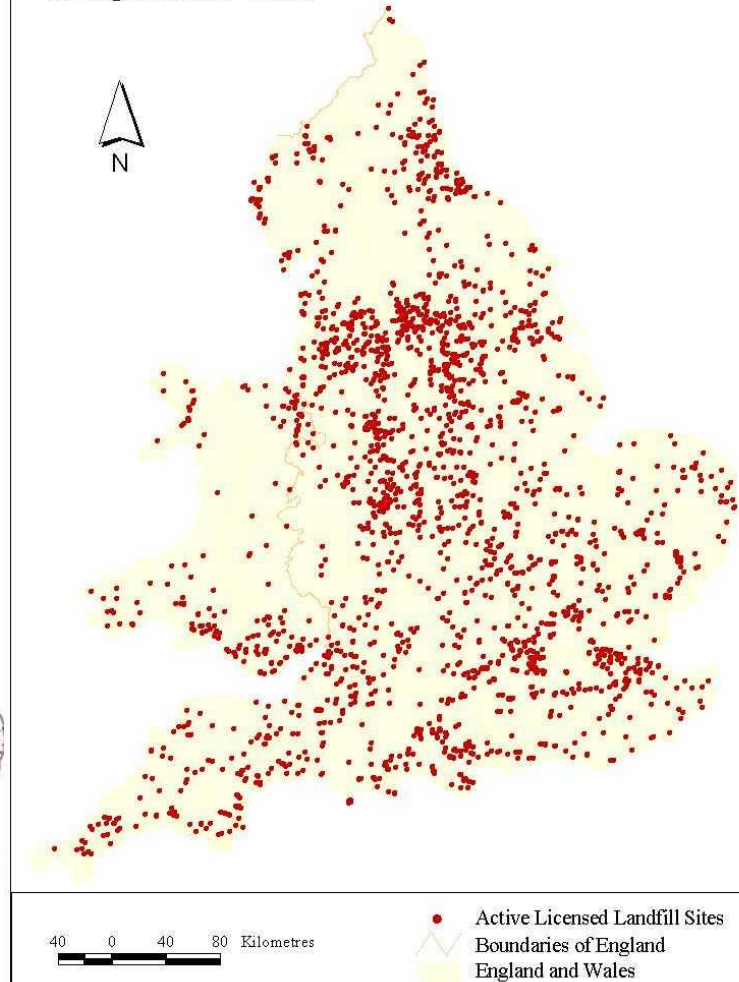 N
40 0 40 80 Kilometres
Active Licensed Landfill Sites
Boundaries of England
England and Wales